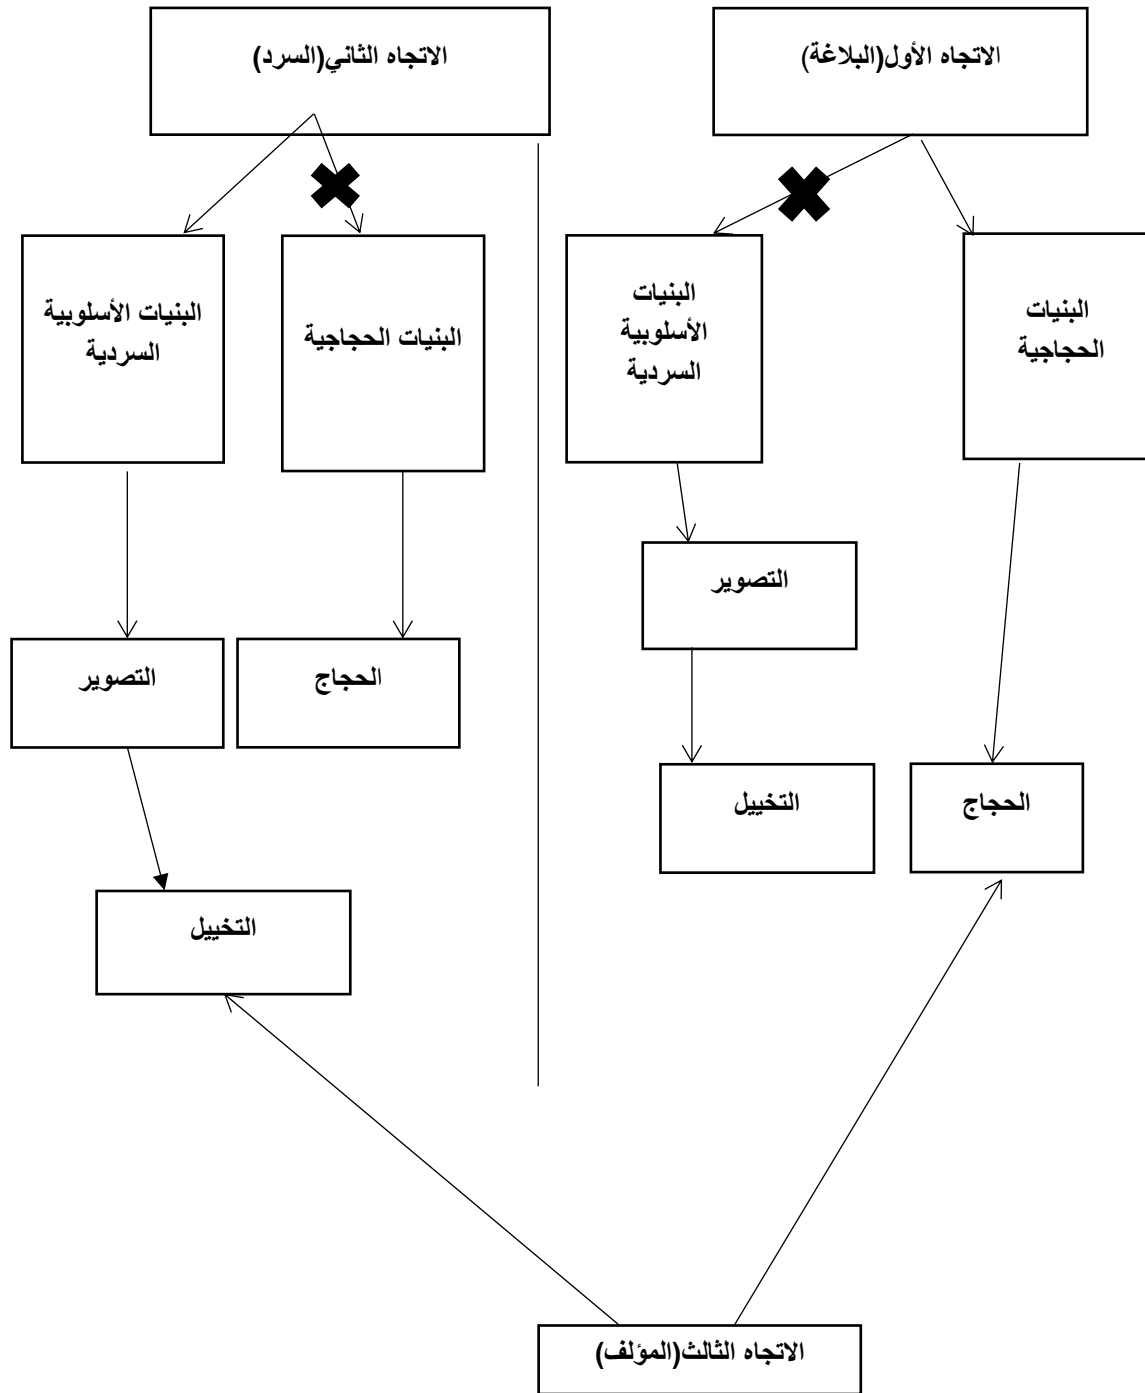 الاتجاه الأول(البلاغة)
الاتجاه الثاني(السرد)
البنيات
الحجاجية
البنيات
الأسلوبية
السردية
البنيات الحجاجية
البنيات الأسلوبية
السردية
التصوير
الحجاج
التصوير
التخييل
الحجاج
التخييل
الاتجاه الثالث(المؤلف)